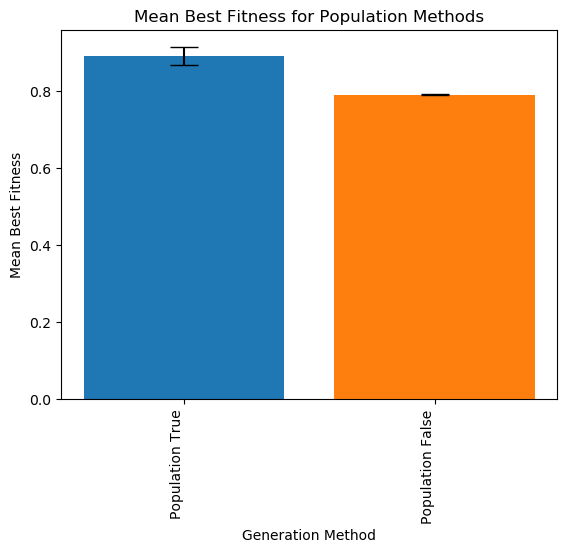 Mean Best Fitness for Population Methods
Mean Best Fitness
0.8
0.6
0.4
0.2
0.0
Population True
Population False
Generation Method